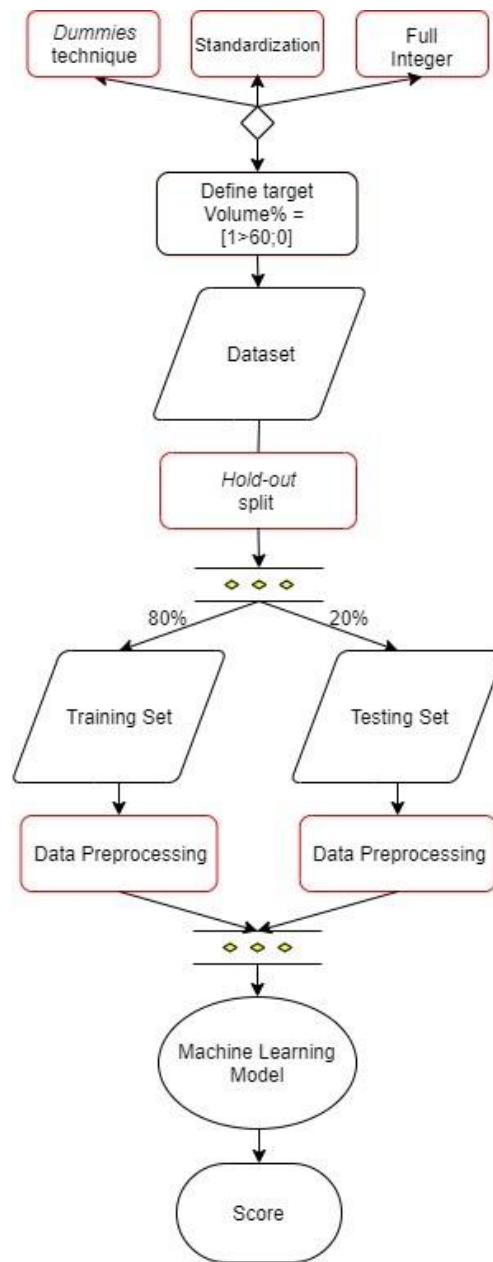 Dummies
technique
Standardization
Full
Integer
Define target
Volume% =
[1>60;0]
Dataset
Hold-out
split
80%
20%
Training Set
Testing Set
Data Preprocessing
Data Preprocessing
Machine Learning
Model
Score